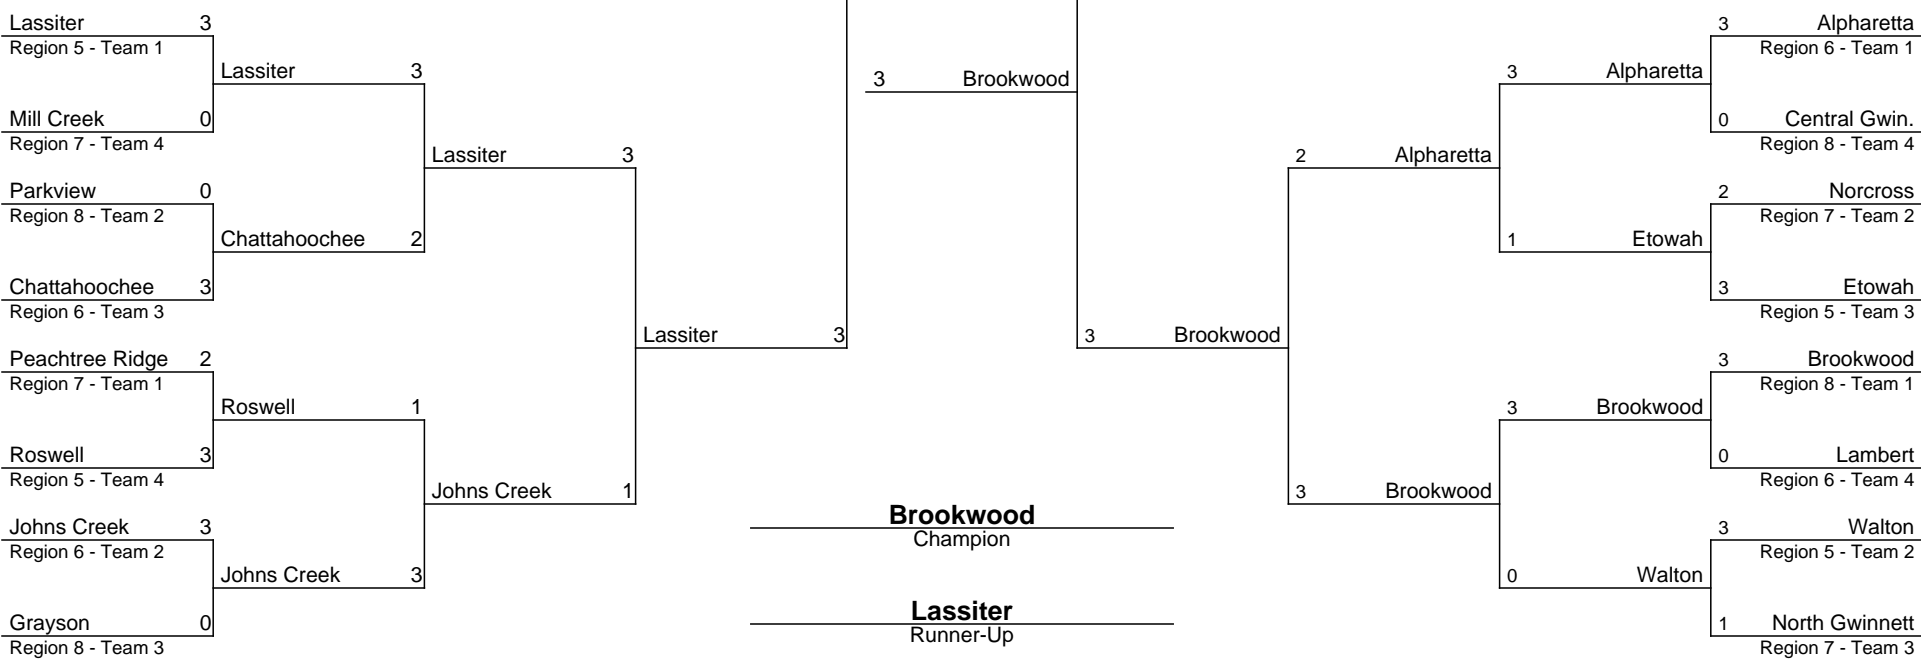 Lassiter 3
Region 5 - Team 1
Mill Creek 0
Region 7 - Team 4
Parkview 0
Region 8 - Team 2
Chattahoochee 3
Region 6 - Team 3
Peachtree Ridge 2
Region 7 - Team 1
Roswell 3
Region 5 - Team 4
Johns Creek 3
Region 6 - Team 2
Grayson 0
Region 8 - Team 3
Lassiter 3
Chattahoochee 2
Roswell 1
Johns Creek 3
Lassiter 3
Johns Creek 1
Lassiter 3
3 Brookwood
Brookwood
Champion
Lassiter
Runner-Up
3 Brookwood
2 Alpharetta
3 Brookwood
3 Alpharetta
1 Etowah
3 Brookwood
0 Walton
3 Alpharetta
Region 6 - Team 1
0 Central Gwin.
Region 8 - Team 4
2 Norcross
Region 7 - Team 2
3 Etowah
Region 5 - Team 3
3 Brookwood
Region 8 - Team 1
0 Lambert
Region 6 - Team 4
3 Walton
Region 5 - Team 2
1 North Gwinnett
Region 7 - Team 3